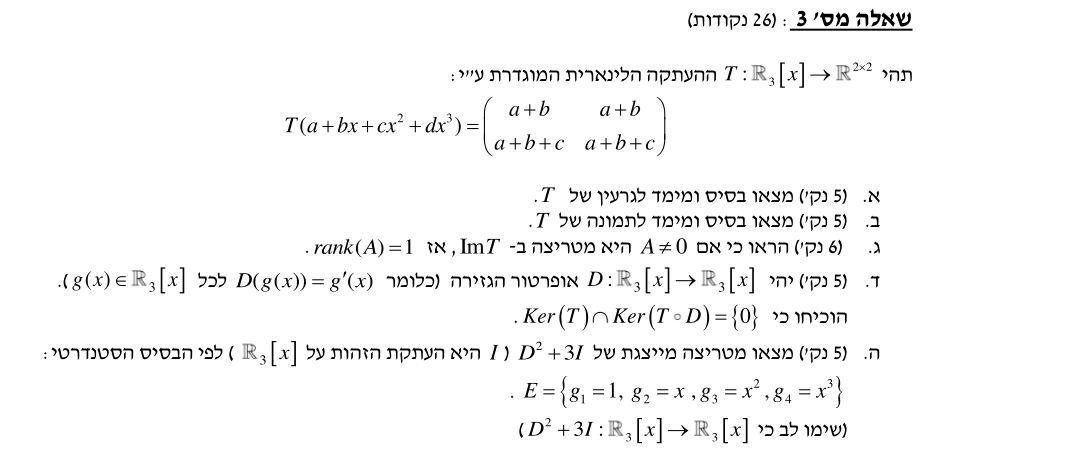 שאלה מס׳ 3 : (26 נקודות)
תהי T : ℝ₃[x] → ℝ²ˣ² ההעתקה הלינארית המוגדרת ע״י :
T(a + bx + cx² + dx³) = ( a + b   a + b
a + b + c   a + b + c )
א. (5 נק׳) מצאו בסיס ומימד לגרעין של T .
ב. (5 נק׳) מצאו בסיס ומימד לתמונה של T .
ג. (6 נק׳) הראו כי אם A ≠ 0 היא מטריצה ב- Im T , אז rank(A) = 1 .
ד. (5 נק׳) יהי D : ℝ₃[x] → ℝ₃[x] אופרטור הגזירה (כלומר D(g(x)) = g′(x) לכל g(x) ∈ ℝ₃[x] ).
הוכיחו כי Ker(T) ∩ Ker(T ∘ D) = {0} .
ה. (5 נק׳) מצאו מטריצה מייצגת של D² + 3I ( I היא העתקת הזהות על ℝ₃[x] ) לפי הבסיס הסטנדרטי :
E = {g₁ = 1, g₂ = x , g₃ = x² , g₄ = x³} .
(שימו לב כי D² + 3I : ℝ₃[x] → ℝ₃[x] )